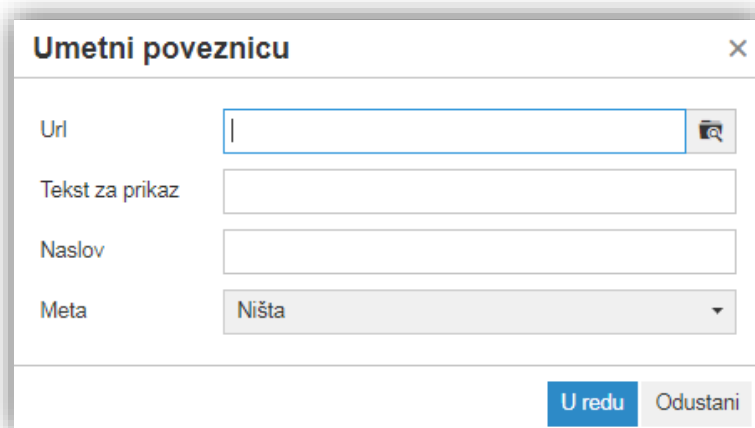 Umetni poveznicu
Url
Tekst za prikaz
Naslov
Meta Ništa
U redu Odustani